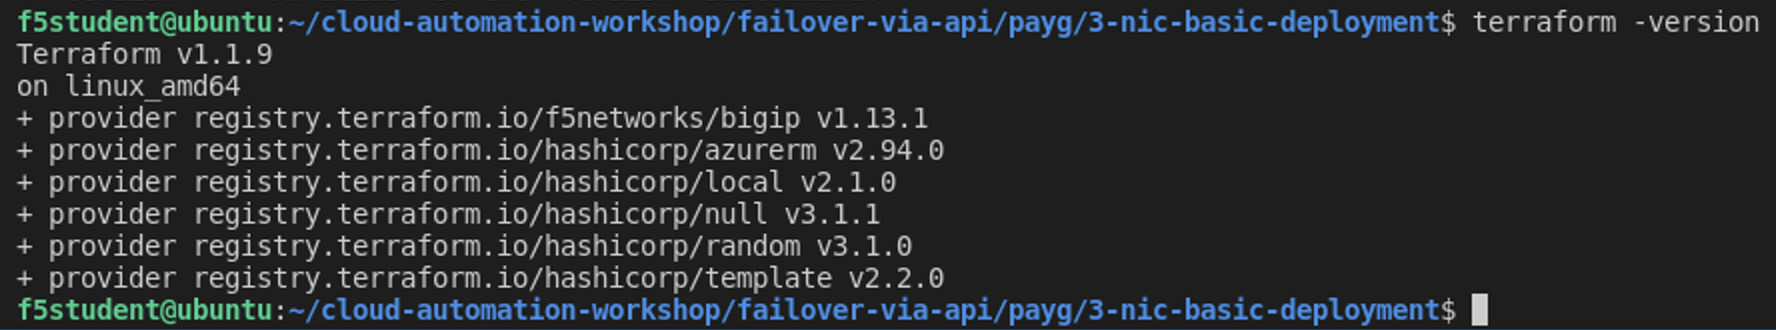 f5student@ubuntu:~/cloud-automation-workshop/failover-via-api/payg/3-nic-basic-deployment$ terraform -version
Terraform v1.1.9
on linux_amd64
+ provider registry.terraform.io/f5networks/bigip v1.13.1
+ provider registry.terraform.io/hashicorp/azurerm v2.94.0
+ provider registry.terraform.io/hashicorp/local v2.1.0
+ provider registry.terraform.io/hashicorp/null v3.1.1
+ provider registry.terraform.io/hashicorp/random v3.1.0
+ provider registry.terraform.io/hashicorp/template v2.2.0
f5student@ubuntu:~/cloud-automation-workshop/failover-via-api/payg/3-nic-basic-deployment$